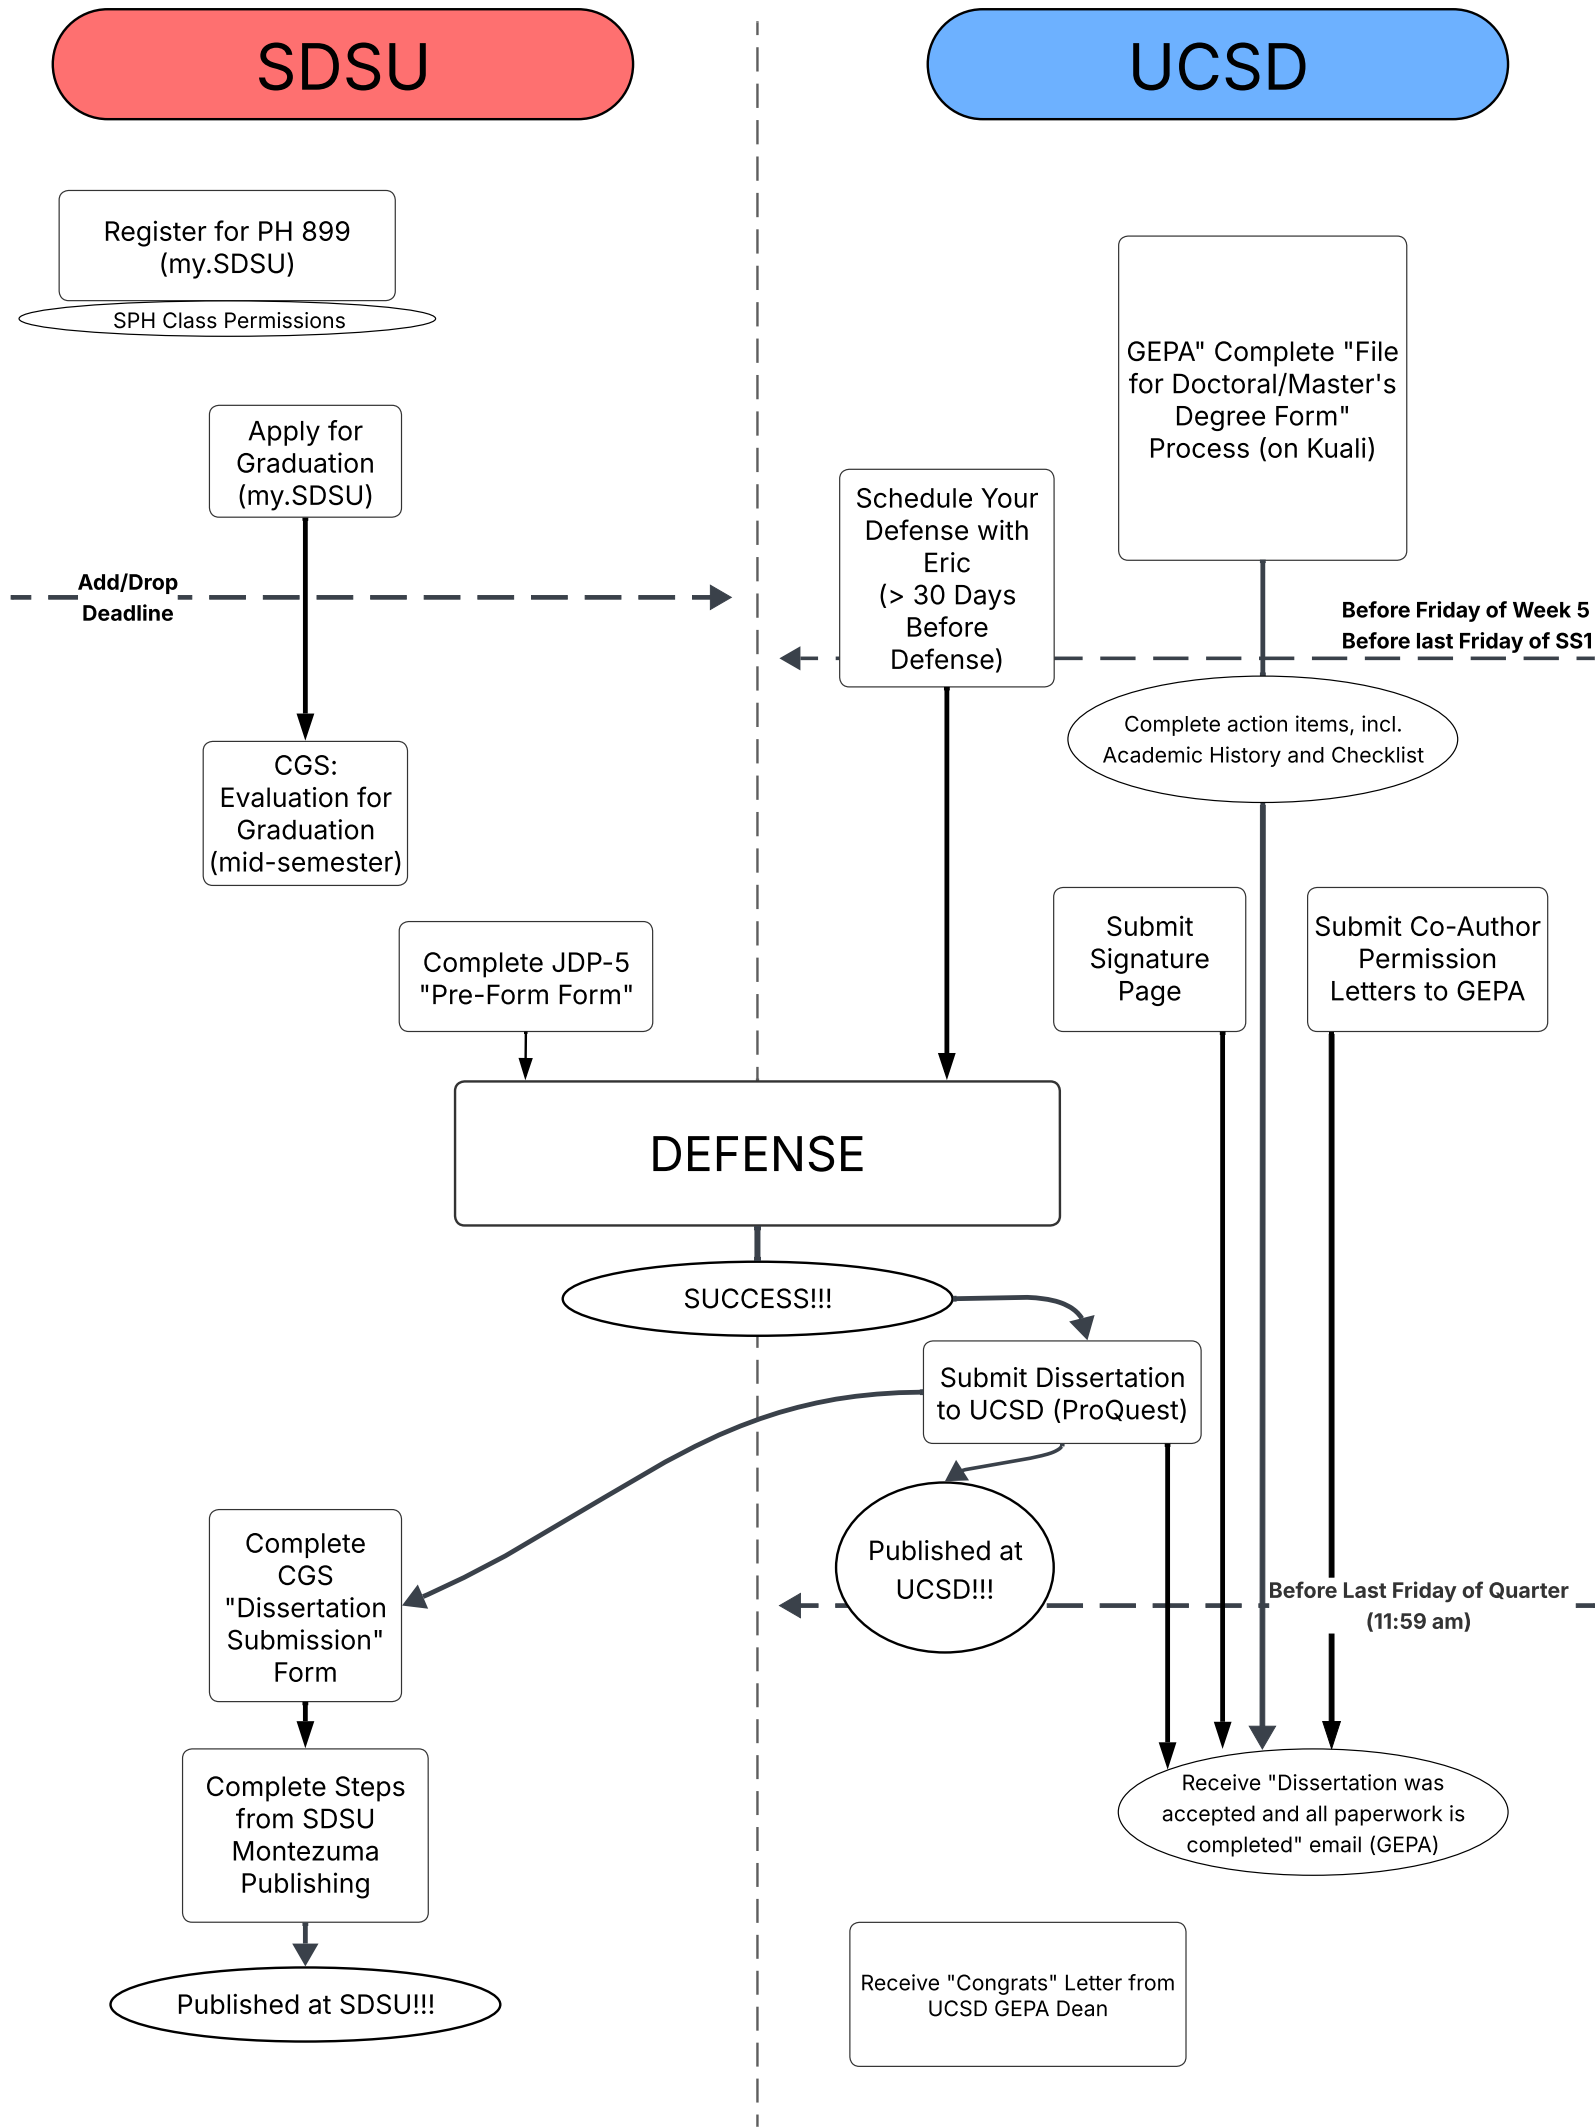 SDSU
UCSD
Register for PH 899
(my.SDSU)
SPH Class Permissions
GEPA" Complete "File
for Doctoral/Master's
Degree Form"
Process (on Kuali)
Apply for
Graduation
(my.SDSU)
Schedule Your
Defense with
Eric
(> 30 Days
Before
Defense)
Add/Drop
Deadline
Before Friday of Week 5
Before last Friday of SS1
Complete action items, incl.
Academic History and Checklist
CGS:
Evaluation for
Graduation
(mid-semester)
Complete JDP-5
"Pre-Form Form"
Submit
Signature
Page
Submit Co-Author
Permission
Letters to GEPA
DEFENSE
SUCCESS!!!
Submit Dissertation
to UCSD (ProQuest)
Published at
UCSD!!!
Complete
CGS
"Dissertation
Submission"
Form
Before Last Friday of Quarter
(11:59 am)
Complete Steps
from SDSU
Montezuma
Publishing
Receive "Dissertation was
accepted and all paperwork is
completed" email (GEPA)
Published at SDSU!!!
Receive "Congrats" Letter from
UCSD GEPA Dean